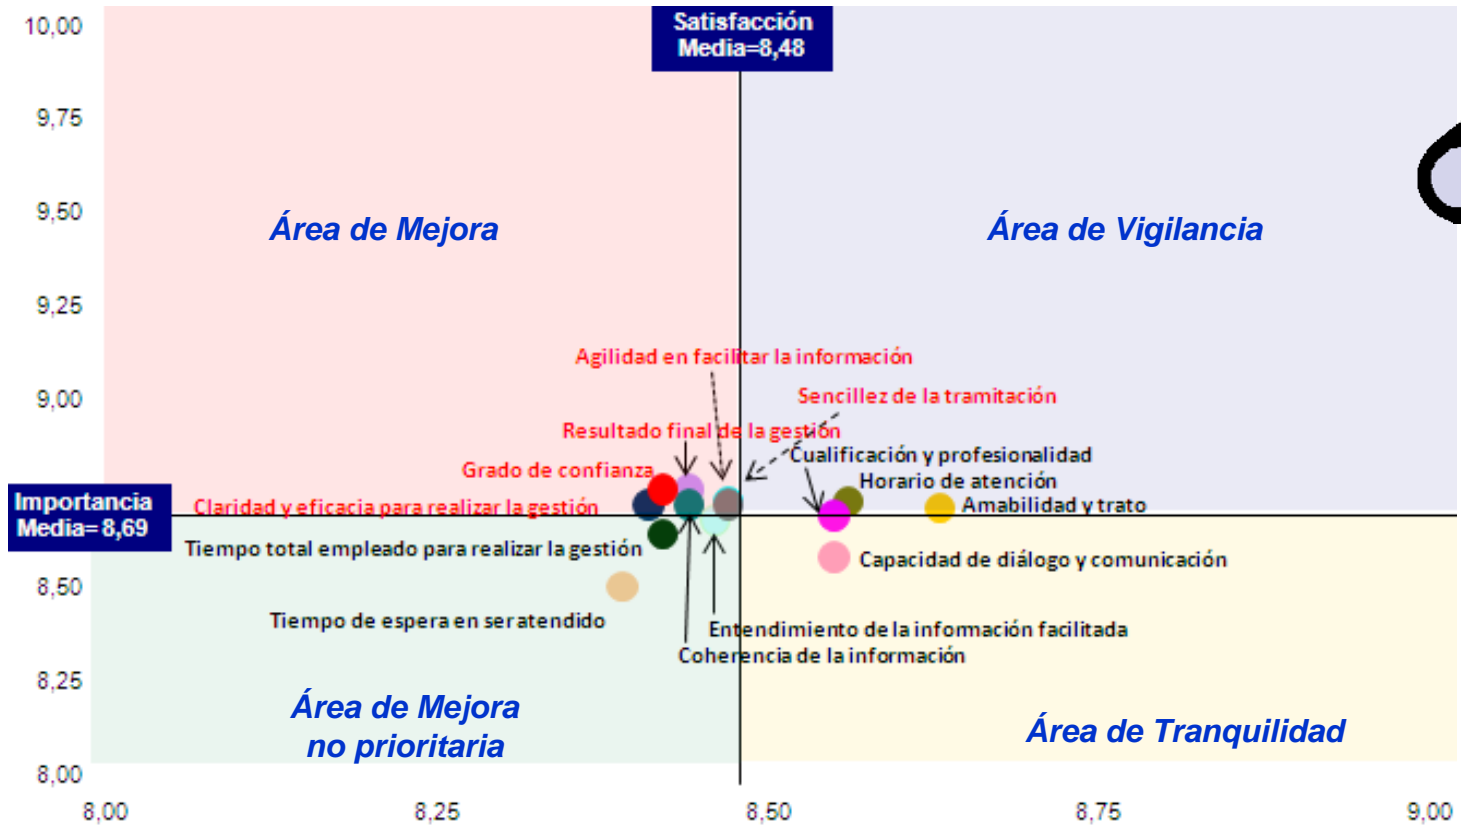 Satisfacción
Media=8,48
10,00
9,75
9,50
Área de Mejora
Área de Vigilancia
9,25
Agilidad en facilitar la información
9,00
Sencillez de la tramitación
Resultado final de la gestión
Cualificación y profesionalidad
Grado de confianza
Horario de atención
Importancia
Media= 8,69
Claridad y eficacia para realizar la gestión
Amabilidad y trato
Tiempo total empleado para realizar la gestión
Capacidad de diálogo y comunicación
8,50
Tiempo de espera en ser atendido
Entendimiento de la información facilitada
Coherencia de la información
8,25
Área de Mejora
no prioritaria
Área de Tranquilidad
8,00
8,00 8,25 8,50 8,75 9,00